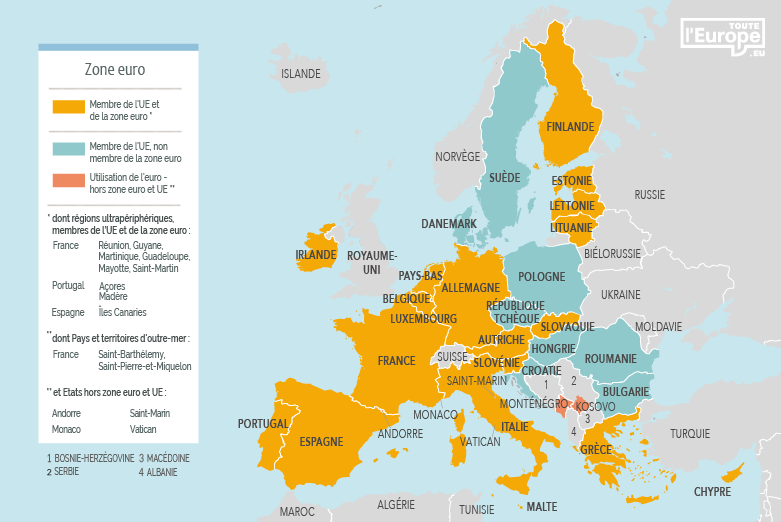 TOUTE
l'Europe
.EU
Zone euro
Membre de l'UE et
de la zone euro *
Membre de l'UE, non
membre de la zone euro
Utilisation de l'euro -
hors zone euro et UE **
* dont régions ultrapériphériques,
membres de l'UE et de la zone euro :
France Réunion, Guyane,
Martinique, Guadeloupe,
Mayotte, Saint-Martin
Portugal Açores
Madère
Espagne Îles Canaries
**dont Pays et territoires d'outre-mer :
France Saint-Barthélemy,
Saint-Pierre-et-Miquelon
** et Etats hors zone euro et UE :
Andorre Saint-Marin
Monaco Vatican
1 BOSNIE-HERZÉGOVINE 3 MACÉDOINE
2 SERBIE 4 ALBANIE
ISLANDE
FINLANDE
NORVÈGE
SUÈDE
ESTONIE
RUSSIE
LETTONIE
DANEMARK
LITUANIE
IRLANDE
ROYAUME-
UNI
BIÉLORUSSIE
PAYS-BAS
POLOGNE
ALLEMAGNE
BELGIQUE
UKRAINE
RÉPUBLIQUE
TCHÈQUE
LUXEMBOURG
SLOVAQUIE
MOLDAVIE
AUTRICHE
HONGRIE
FRANCE
SUISSE
SLOVÉNIE
ROUMANIE
CROATIE
SAINT-MARIN
1
2
BULGARIE
MONTÉNÉGRO
KOSOVO
MONACO
3
PORTUGAL
ESPAGNE
ANDORRE
VATICAN
ITALIE
4
TURQUIE
GRÈCE
CHYPRE
MALTE
MAROC
ALGÉRIE
TUNISIE